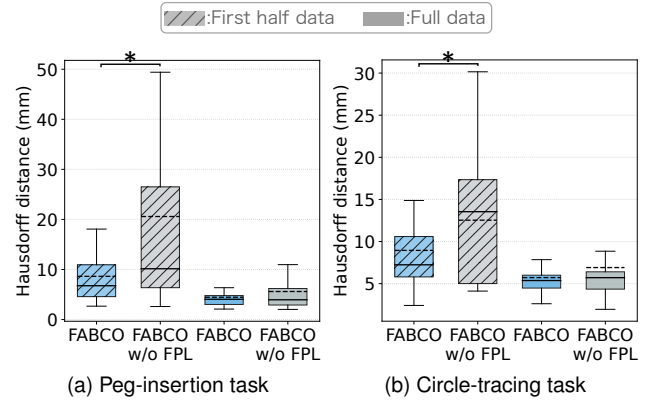 :First half data :Full data
*
50
40
30
20
10
0
Hausdorff distance (mm)
FABCO
FABCO
w/o FPL
FABCO
FABCO
w/o FPL
(a) Peg-insertion task
*
30
25
20
15
10
5
Hausdorff distance (mm)
FABCO
FABCO
w/o FPL
FABCO
FABCO
w/o FPL
(b) Circle-tracing task